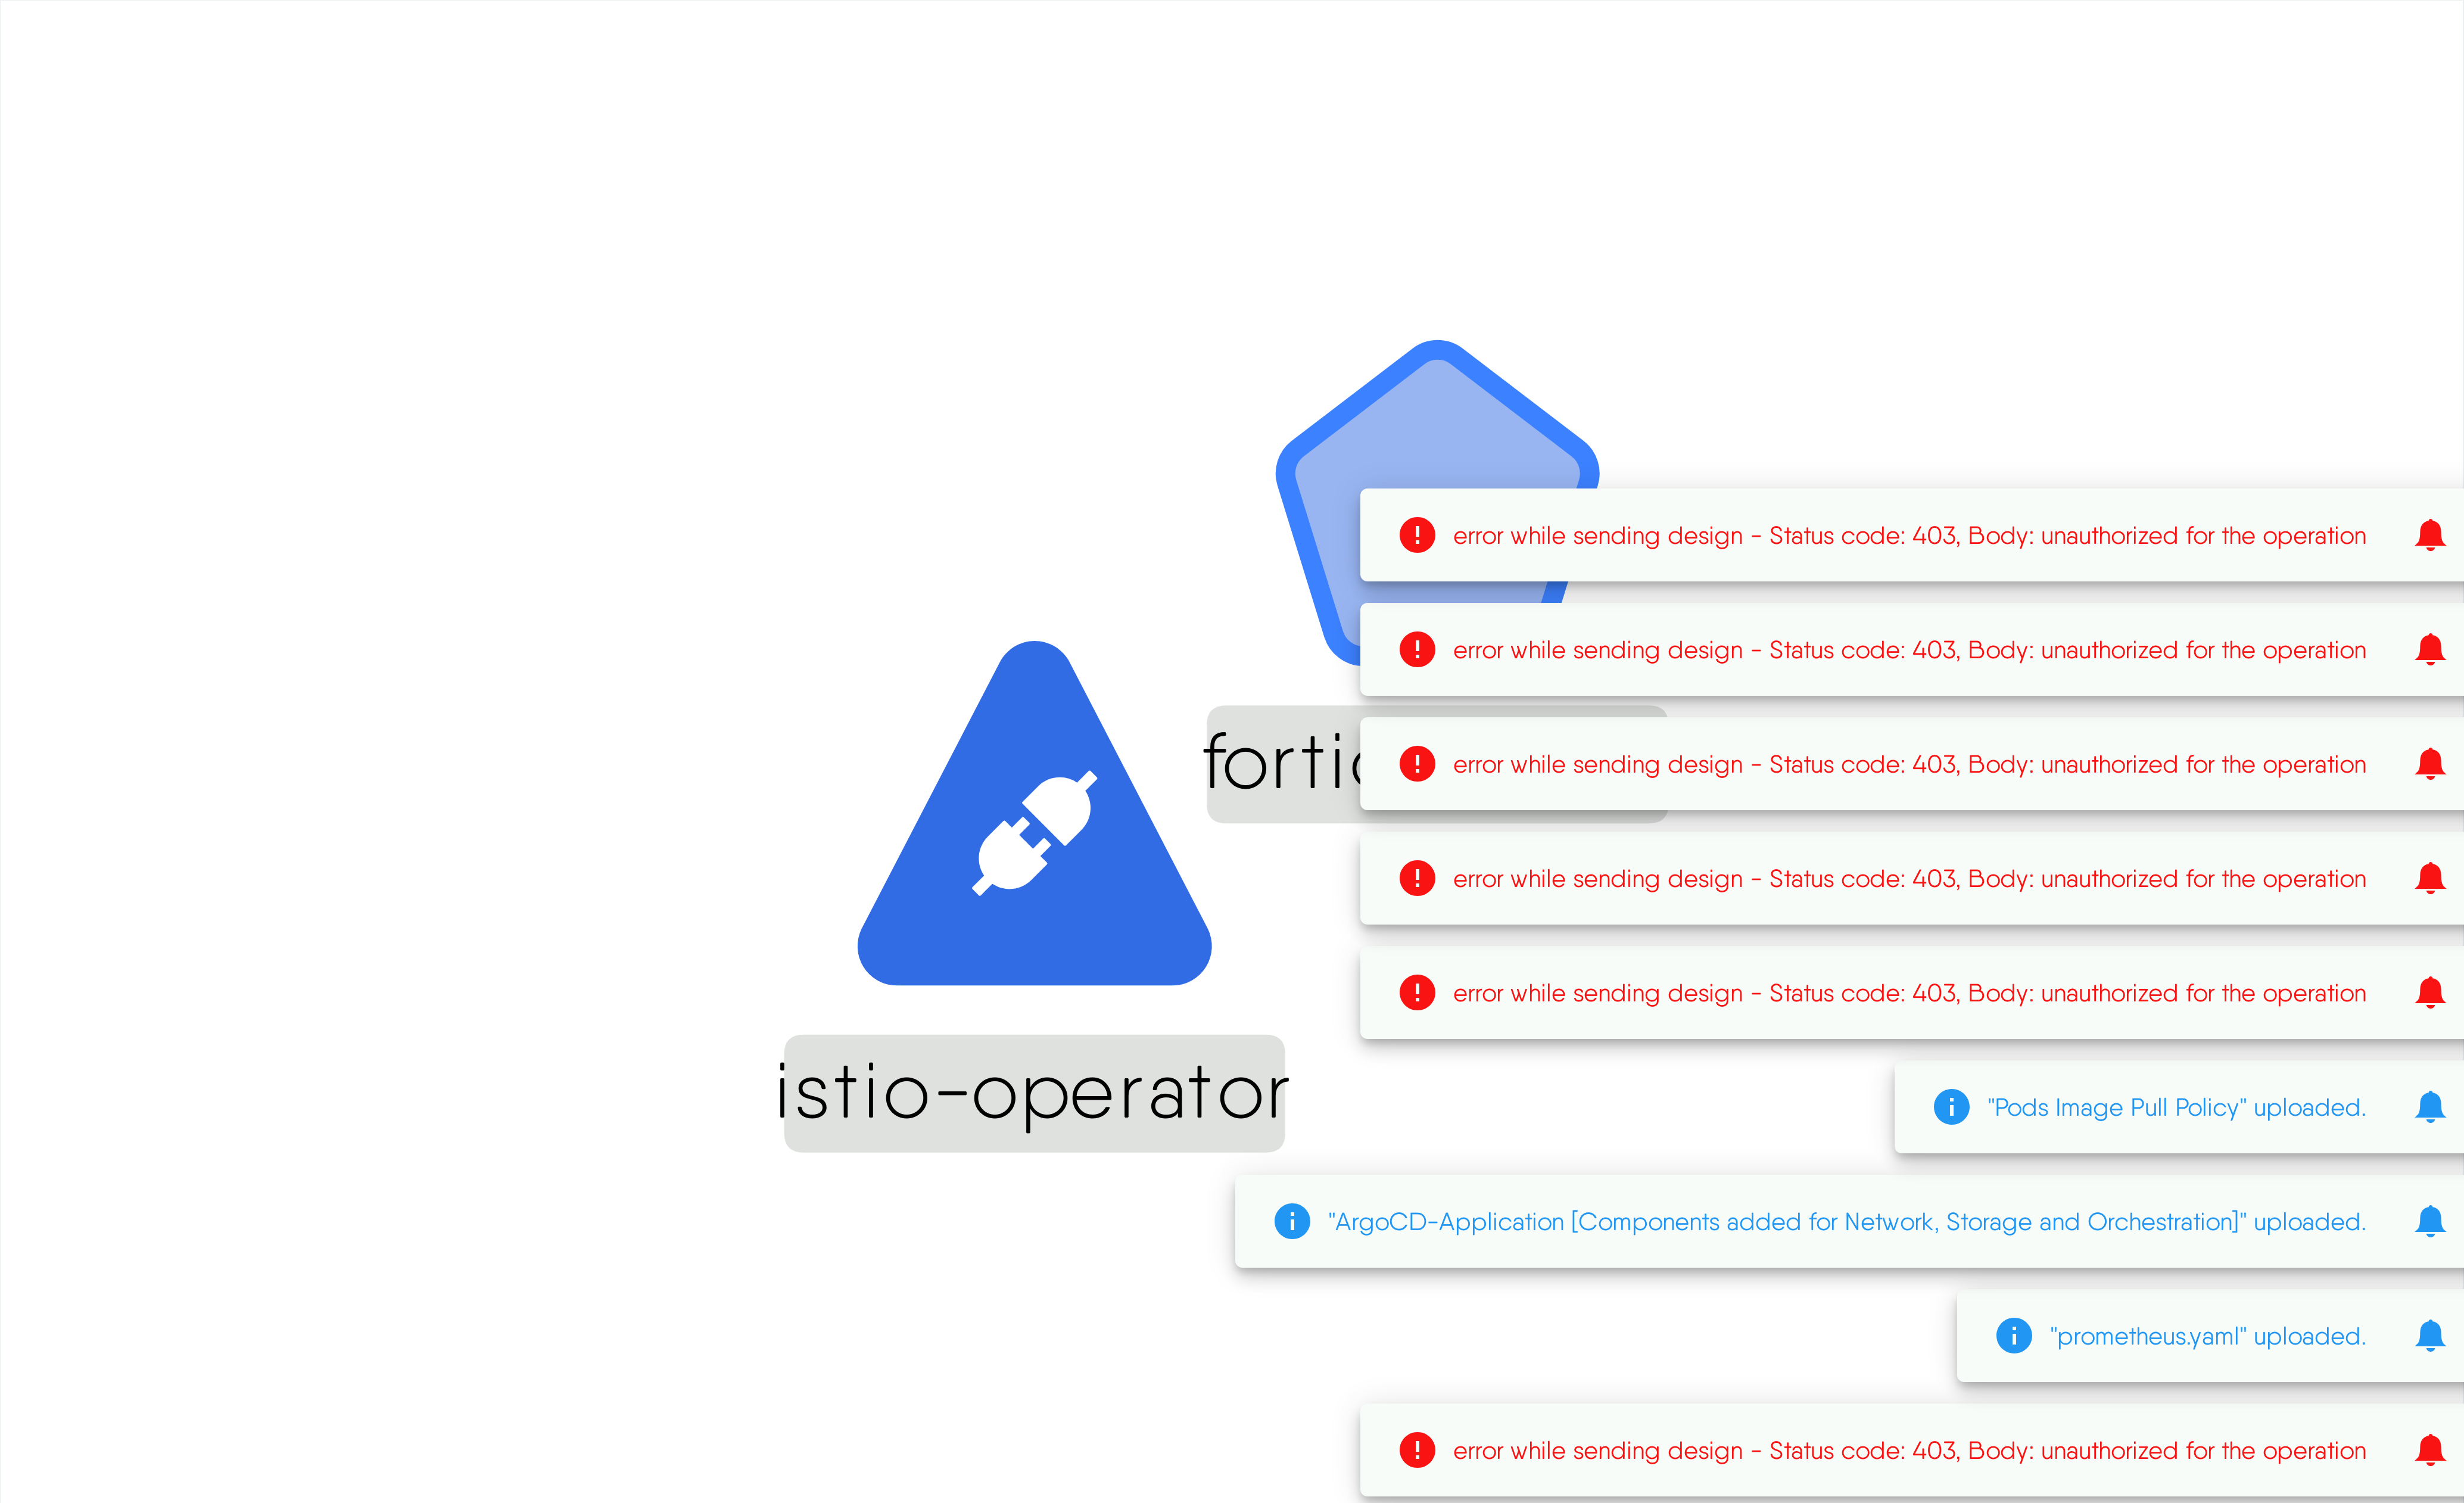 error while sending design - Status code: 403, Body: unauthorized for the operation
error while sending design - Status code: 403, Body: unauthorized for the operation
error while sending design - Status code: 403, Body: unauthorized for the operation
error while sending design - Status code: 403, Body: unauthorized for the operation
error while sending design - Status code: 403, Body: unauthorized for the operation
istio-operator
"Pods Image Pull Policy" uploaded.
"ArgoCD-Application [Components added for Network, Storage and Orchestration]" uploaded.
"prometheus.yaml" uploaded.
error while sending design - Status code: 403, Body: unauthorized for the operation